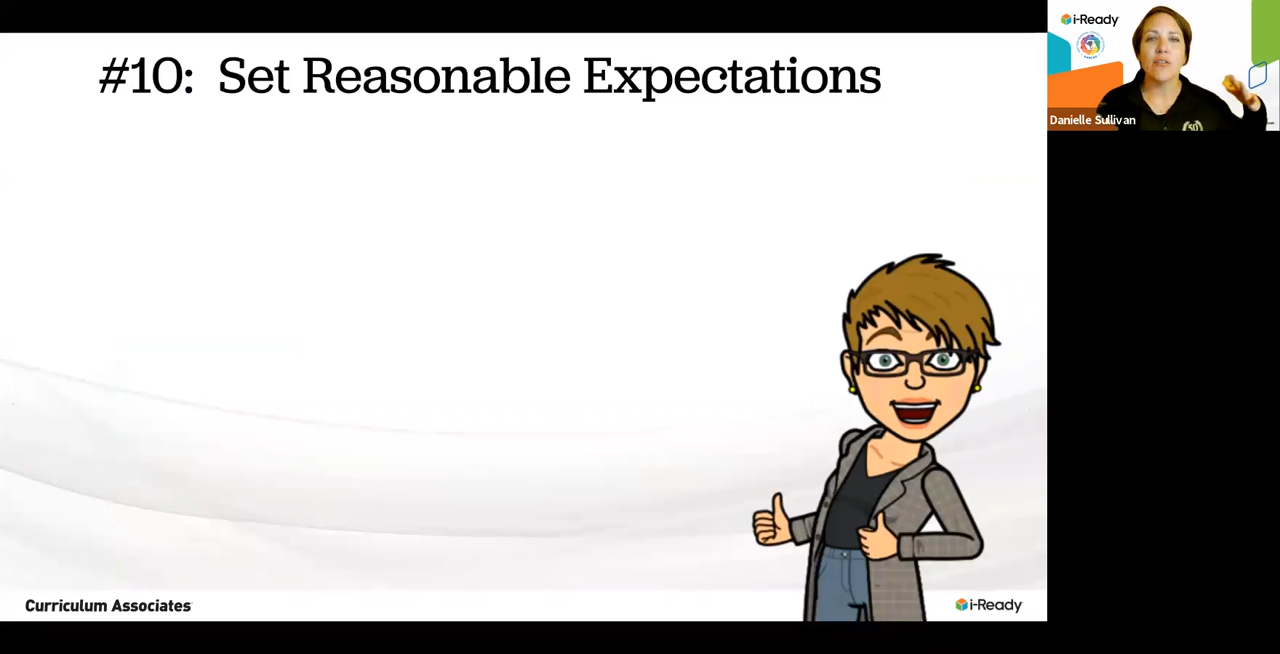 #10: Set Reasonable Expectations
i-Ready
Danielle Sullivan
Curriculum Associates
i-Ready